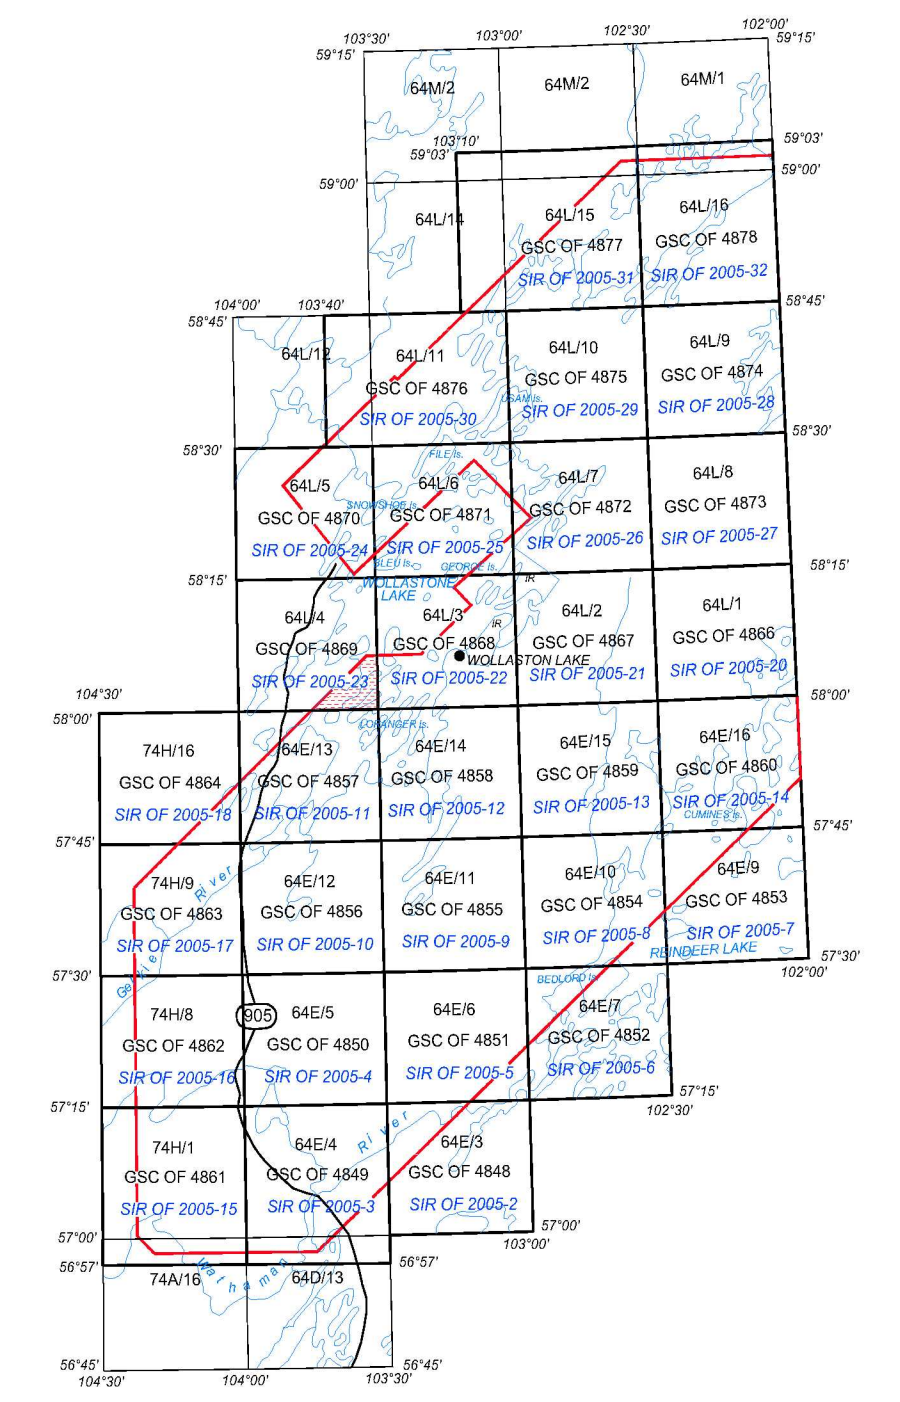 102°00'
102°30'
103°00'
103°30'
59°15'
59°15'
64M/2
64M/2
64M/1
103°10'
59°03'
59°03'
59°00'
59°00'
64L/14
64L/15
GSC OF 4877
SIR OF 2005-31
64L/16
GSC OF 4878
SIR OF 2005-32
104°00'
103°40'
58°45'
58°45'
64L/12
64L/11
GSC OF 4876
SIR OF 2005-30
64L/10
GSC OF 4875
USAM Is.
SIR OF 2005-29
64L/9
GSC OF 4874
SIR OF 2005-28
58°30'
58°30'
FILE Is.
64L/5
GSC OF 4870
SIR OF 2005-24
64L/6
SNOWSHOE Is.
GSC OF 4871
SIR OF 2005-25
64L/7
GSC OF 4872
SIR OF 2005-26
64L/8
GSC OF 4873
SIR OF 2005-27
BLEU Is.
GEORGE Is.
58°15'
58°15'
WOLLASTONE
LAKE
IR
IR
64L/4
GSC OF 4869
SIR OF 2005-23
64L/3
GSC OF 4868
WOLLASTON LAKE
SIR OF 2005-22
64L/2
GSC OF 4867
SIR OF 2005-21
64L/1
GSC OF 4866
SIR OF 2005-20
104°30'
58°00'
58°00'
LORANGER Is.
74H/16
GSC OF 4864
SIR OF 2005-18
64E/13
GSC OF 4857
SIR OF 2005-11
64E/14
GSC OF 4858
SIR OF 2005-12
64E/15
GSC OF 4859
SIR OF 2005-13
64E/16
GSC OF 4860
SIR OF 2005-14
CUMINES Is.
57°45'
57°45'
74H/9
River
GSC OF 4863
SIR OF 2005-17
Geikie
64E/12
GSC OF 4856
SIR OF 2005-10
64E/11
GSC OF 4855
SIR OF 2005-9
64E/10
GSC OF 4854
SIR OF 2005-8
64E/9
GSC OF 4853
SIR OF 2005-7
REINDEER LAKE
57°30'
57°30'
102°00'
BEDLORD Is.
74H/8
GSC OF 4862
SIR OF 2005-16
905
64E/5
GSC OF 4850
SIR OF 2005-4
64E/6
GSC OF 4851
SIR OF 2005-5
64E/7
GSC OF 4852
SIR OF 2005-6
57°15'
57°15'
102°30'
74H/1
GSC OF 4861
SIR OF 2005-15
64E/4
River
GSC OF 4849
SIR OF 2005-3
64E/3
GSC OF 4848
SIR OF 2005-2
57°00'
57°00'
103°00'
56°57'
56°57'
Wathaman
74A/16
64D/13
56°45'
56°45'
104°30'
104°00'
103°30'